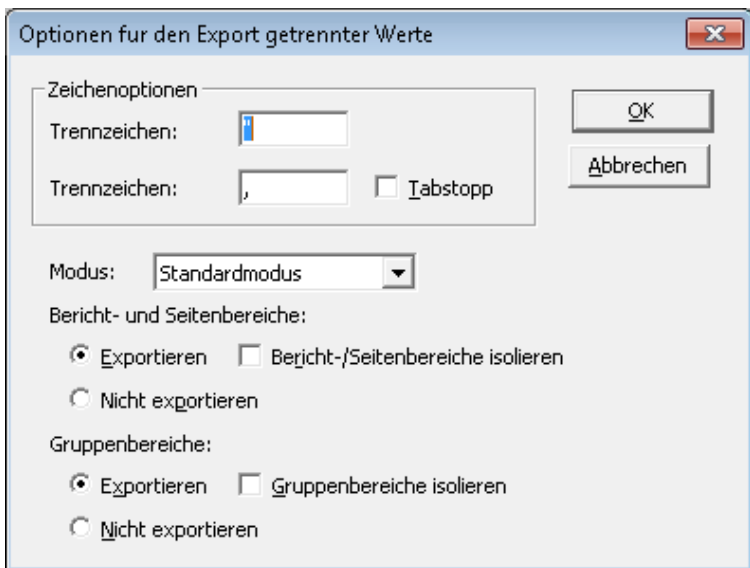 Optionen fur den Export getrennter Werte
Zeichenoptionen
Trennzeichen: "
OK
Trennzeichen: , Tabstopp
Abbrechen
Modus: Standardmodus
Bericht- und Seitenbereiche:
Exportieren Bericht-/Seitenbereiche isolieren
Nicht exportieren
Gruppenbereiche:
Exportieren Gruppenbereiche isolieren
Nicht exportieren